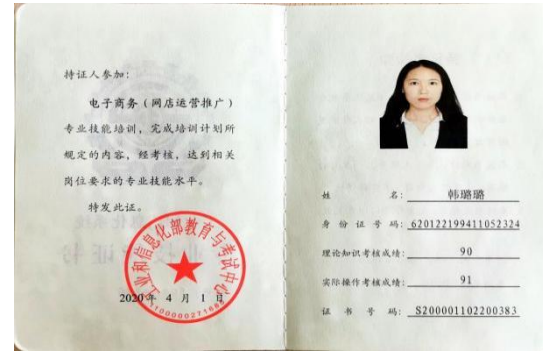 持证人参加:
电子商务(网店运营推广)
专业技能培训,完成培训计划所
规定的内容,经考核,达到相关
岗位要求的专业技能水平。
特发此证。
工业和信息化部教育与考试中心
2020年 4 月 1 日
姓 名: 韩璐璐
身 份 证 号 码: 620122199411052324
理论知识考核成绩: 90
实际操作考核成绩: 91
证 书 号 码: S200001102200383